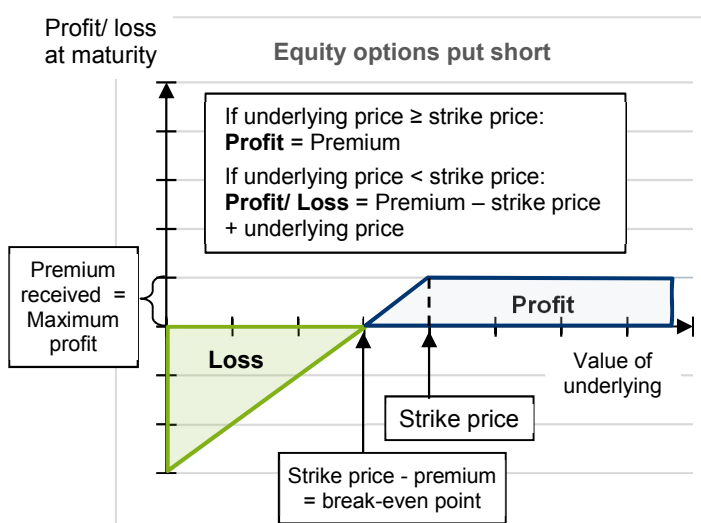 Profit/ loss
at maturity
Equity options put short
If underlying price ≥ strike price:
Profit = Premium
If underlying price < strike price:
Profit/ Loss = Premium – strike price
+ underlying price
Premium
received =
Maximum
profit
Profit
Loss
Value of
underlying
Strike price
Strike price - premium
= break-even point